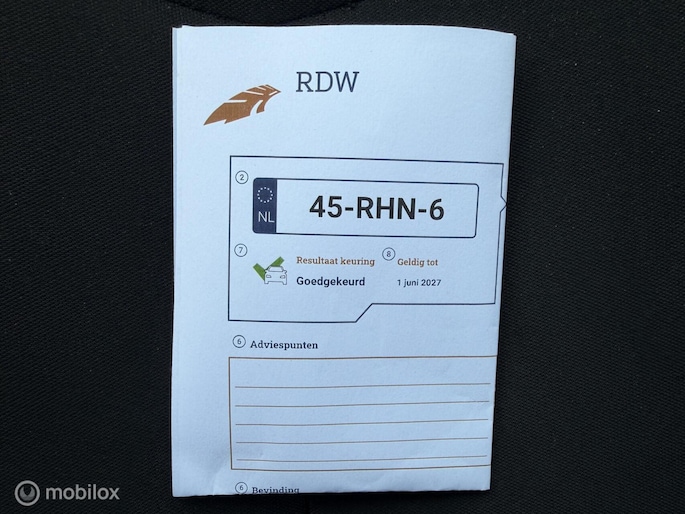 RDW
2
NL
45-RHN-6
7
Resultaat keuring
8
Geldig tot
Goedgekeurd
1 juni 2027
6 Adviespunten
6 Bevinding
mobilox